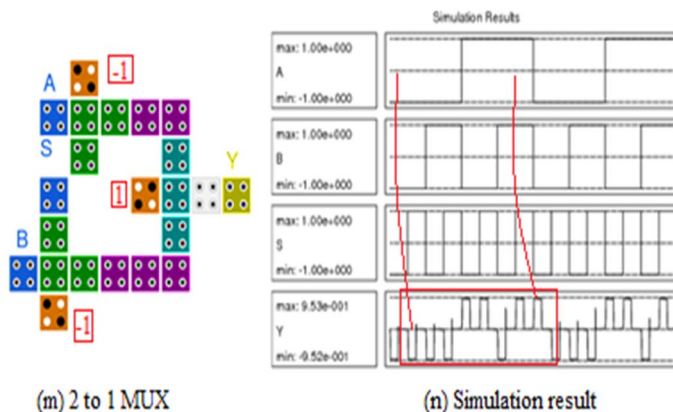 Simulation Results
A
-1
S
1
Y
B
-1
max: 1.00e+000
A
min: -1.00e+000
max: 1.00e+000
B
min: -1.00e+000
max: 1.00e+000
S
min: -1.00e+000
max: 9.53e-001
Y
min: -9.52e-001
(m) 2 to 1 MUX
(n) Simulation result